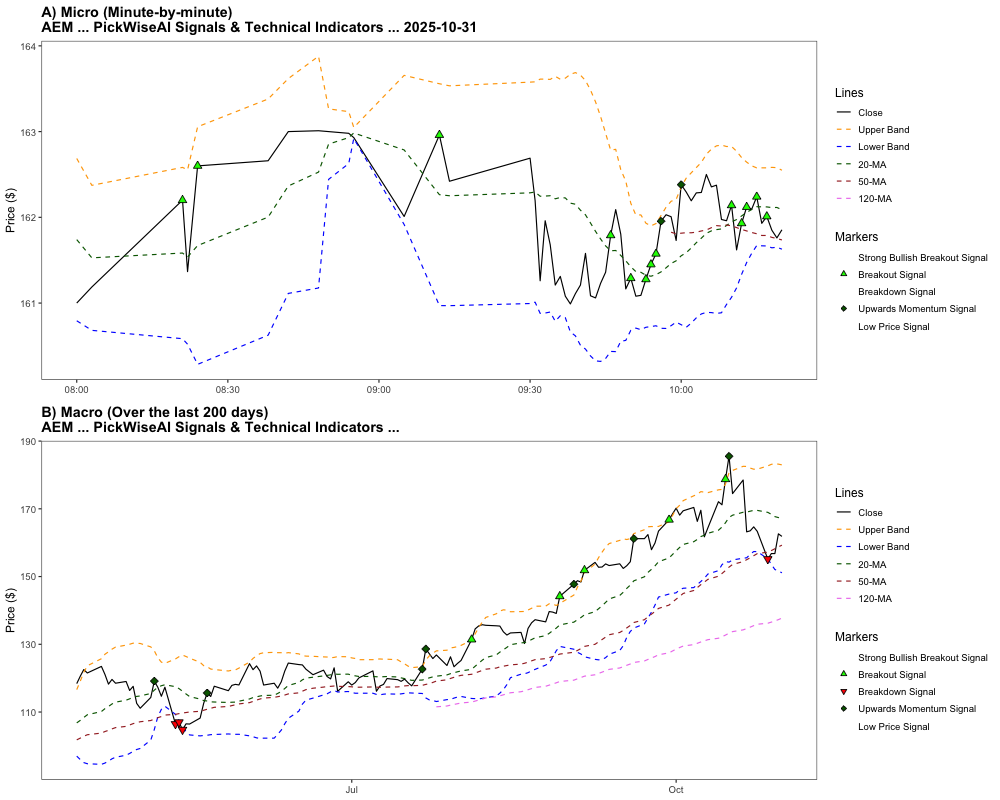 A) Micro (Minute-by-minute)
AEM ... PickWiseAI Signals & Technical Indicators ... 2025-10-31
164
163
162
161
Price ($)
08:00
08:30
09:00
09:30
10:00
Lines
Close
Upper Band
Lower Band
20-MA
50-MA
120-MA
Markers
Strong Bullish Breakout Signal
Breakout Signal
Breakdown Signal
Upwards Momentum Signal
Low Price Signal
B) Macro (Over the last 200 days)
AEM ... PickWiseAI Signals & Technical Indicators ...
190
170
150
130
110
Price ($)
Jul
Oct
Lines
Close
Upper Band
Lower Band
20-MA
50-MA
120-MA
Markers
Strong Bullish Breakout Signal
Breakout Signal
Breakdown Signal
Upwards Momentum Signal
Low Price Signal